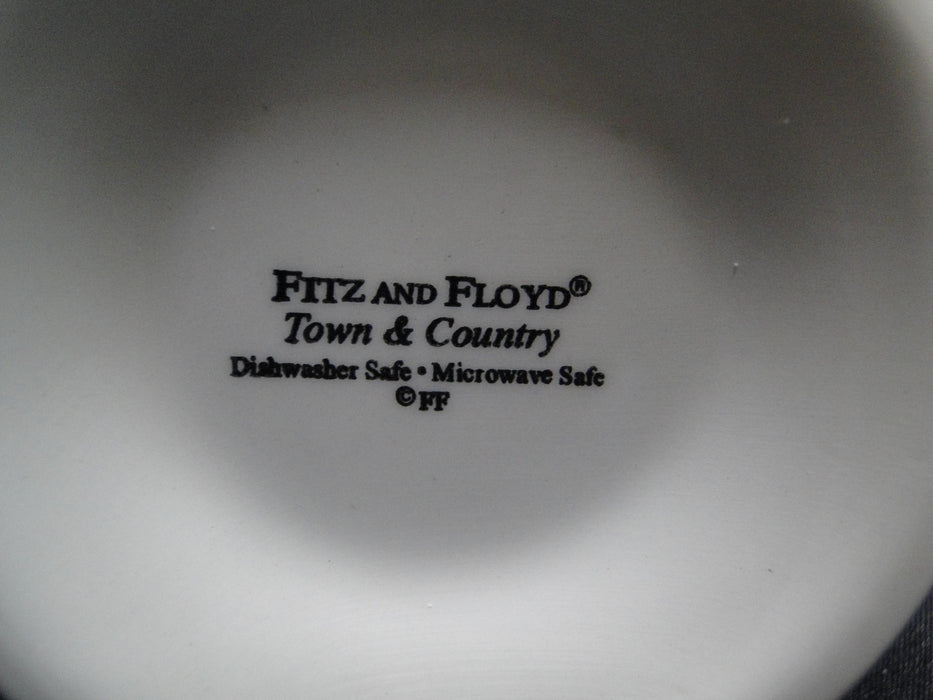 FITZ AND FLOYD®
Town & Country
Dishwasher Safe • Microwave Safe
© FF